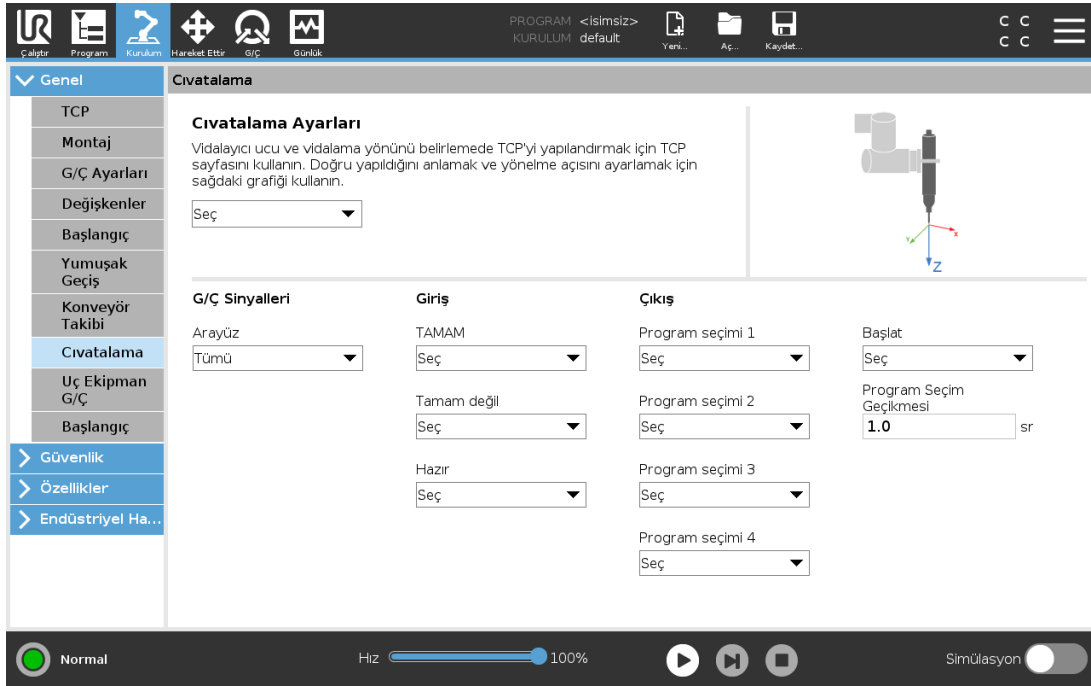 PROGRAM <isimsiz>
KURULUM default
Çalıştır
Program
Kurulum
Hareket Ettir
G/Ç
Günlük
Yeni...
Aç...
Kaydet...
C C
C C
Genel
TCP
Montaj
G/Ç Ayarları
Değişkenler
Başlangıç
Yumuşak
Geçiş
Konveyör
Takibi
Cıvatalama
Uç Ekipman
G/Ç
Başlangıç
Güvenlik
Özellikler
Endüstriyel Ha...
Cıvatalama
Cıvatalama Ayarları
Vidalayıcı ucu ve vidalama yönünü belirlemede TCP'yi yapılandırmak için TCP
sayfasını kullanın. Doğru yapıldığını anlamak ve yönelme açısını ayarlamak için
sağdaki grafiği kullanın.
Seç
Y
X
Z
G/Ç Sinyalleri
Arayüz
Tümü
Giriş
TAMAM
Seç
Tamam değil
Seç
Hazır
Seç
Çıkış
Program seçimi 1
Seç
Program seçimi 2
Seç
Program seçimi 3
Seç
Program seçimi 4
Seç
Başlat
Seç
Program Seçim
Geçikmesi
1.0 sr
Normal
Hız 100%
Simülasyon